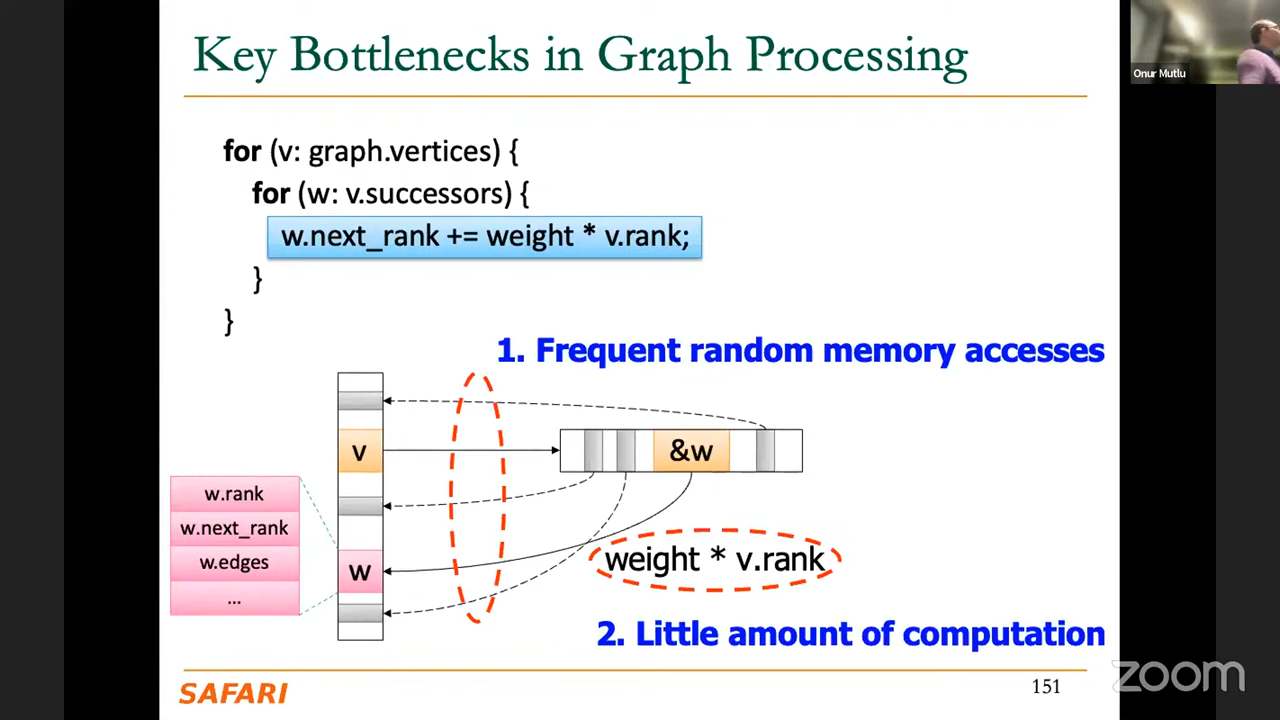 Key Bottlenecks in Graph Processing
Onur Mutlu
for (v: graph.vertices) {
for (w: v.successors) {
w.next_rank += weight * v.rank;
}
}
1. Frequent random memory accesses
v
&w
w.rank
w.next_rank
w.edges
...
w
weight * v.rank
2. Little amount of computation
SAFARI
151
zoom